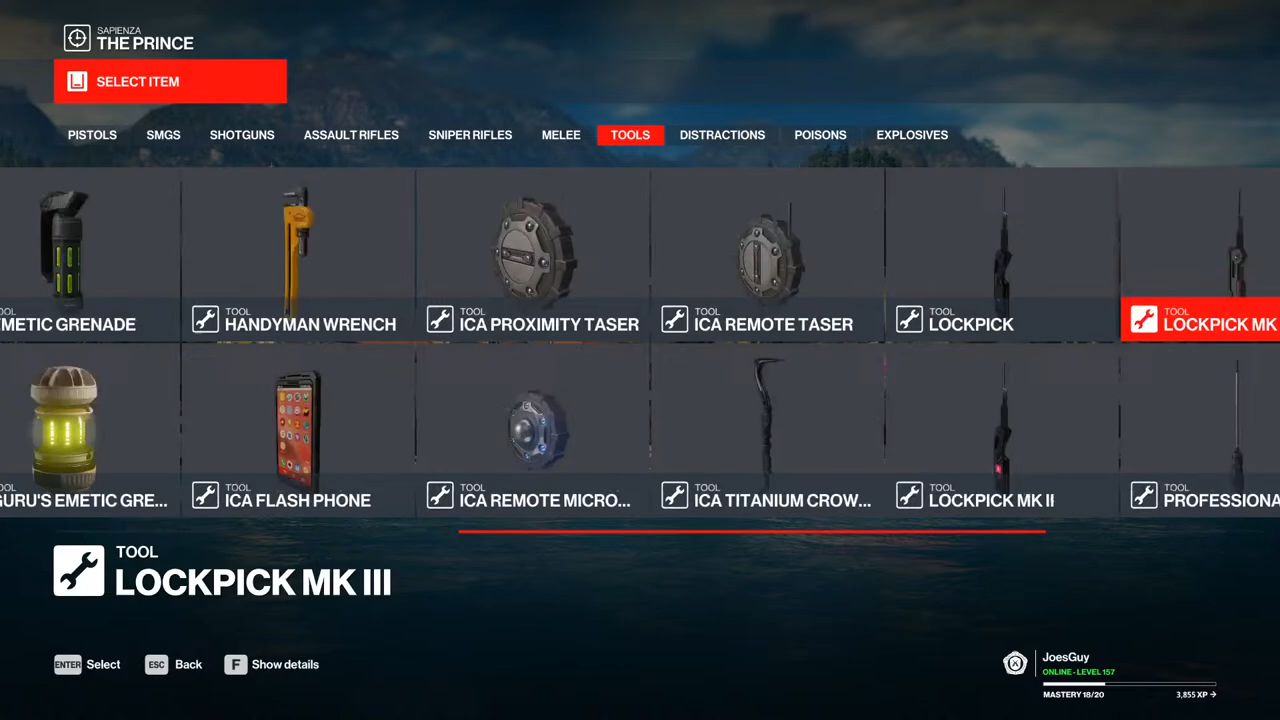 SAPIENZA
THE PRINCE
SELECT ITEM
PISTOLS SMGS SHOTGUNS ASSAULT RIFLES SNIPER RIFLES MELEE TOOLS DISTRACTIONS POISONS EXPLOSIVES
OOL TOOL TOOL TOOL TOOL TOOL
EMETIC GRENADE HANDYMAN WRENCH ICA PROXIMITY TASER ICA REMOTE TASER LOCKPICK LOCKPICK MK
OOL TOOL TOOL TOOL TOOL TOOL
GURU'S EMETIC GRE... ICA FLASH PHONE ICA REMOTE MICRO... ICA TITANIUM CROW... LOCKPICK MK II PROFESSIONA
TOOL
LOCKPICK MK III
ENTER Select ESC Back F Show details
JoesGuy
ONLINE - LEVEL 157
MASTERY 18/20 3,855 XP →